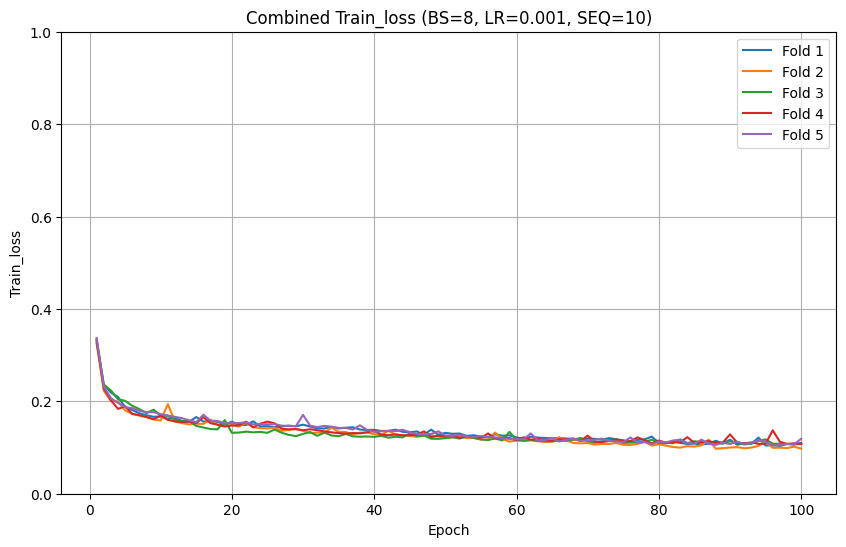 Combined Train_loss (BS=8, LR=0.001, SEQ=10)
Fold 1
Fold 2
Fold 3
Fold 4
Fold 5
1.0
0.8
0.6
0.4
0.2
0.0
Train_loss
0 20 40 60 80 100
Epoch